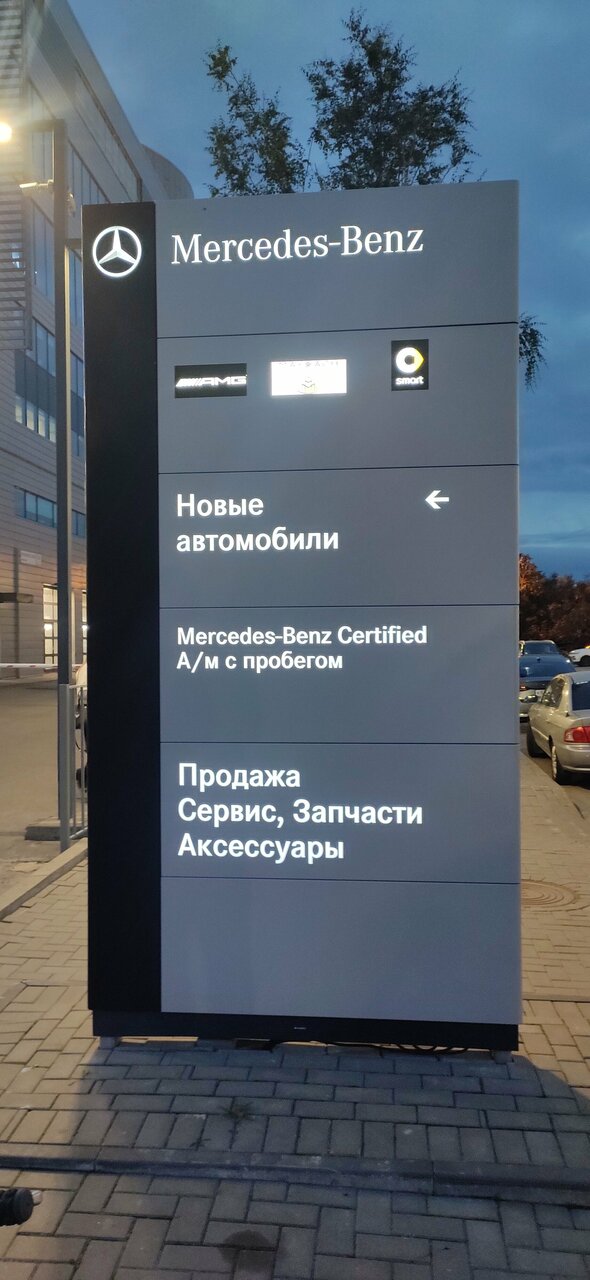 Mercedes-Benz
AMG
smart
Новые
автомобили
Mercedes-Benz Certified
А/м с пробегом
Продажа
Сервис, Запчасти
Аксессуары